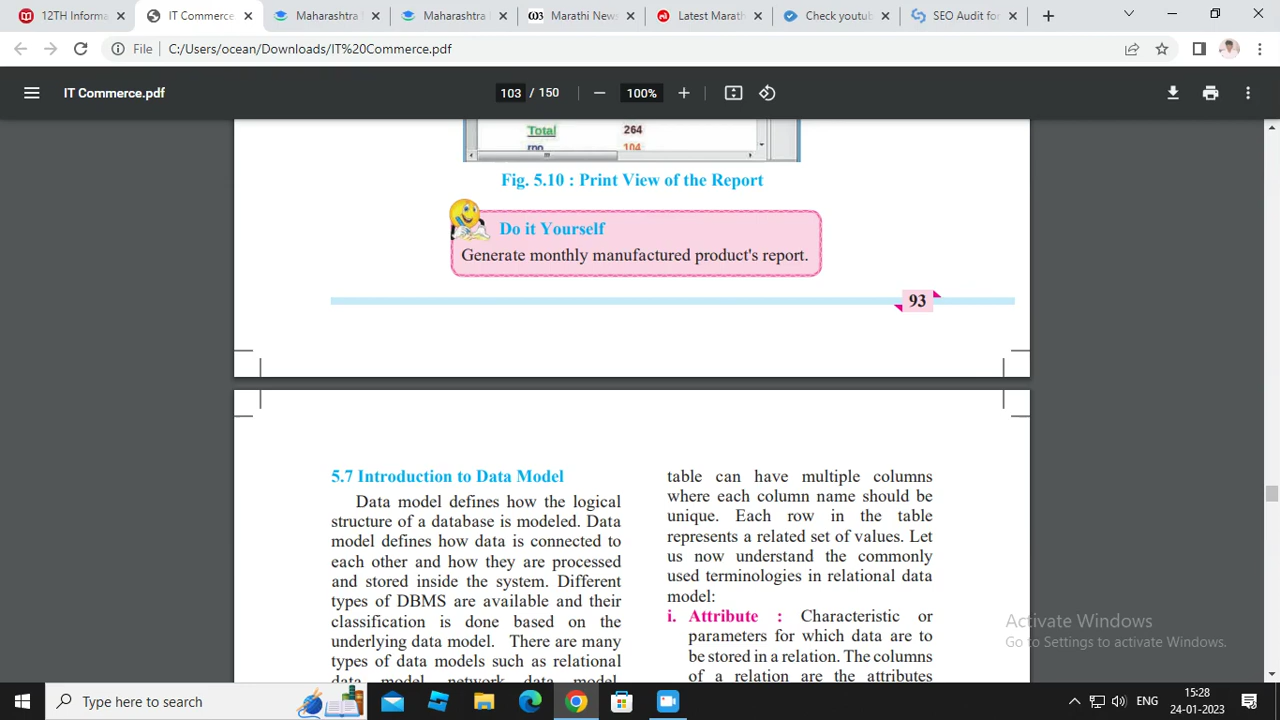 12TH Informa
IT Commerce
Maharashtra
Maharashtra
Marathi News
Latest Marath
Check youtub
SEO Audit for
File
C:/Users/ocean/Downloads/IT%20Commerce.pdf
IT Commerce.pdf
103 / 150
100%
Total 264
rno 104
Fig. 5.10 : Print View of the Report
Do it Yourself
Generate monthly manufactured product's report.
93
5.7 Introduction to Data Model
Data model defines how the logical
structure of a database is modeled. Data
model defines how data is connected to
each other and how they are processed
and stored inside the system. Different
types of DBMS are available and their
classification is done based on the
underlying data model. There are many
types of data models such as relational
data model, network data model,
table can have multiple columns
where each column name should be
unique. Each row in the table
represents a related set of values. Let
us now understand the commonly
used terminologies in relational data
model:
i. Attribute : Characteristic or
parameters for which data are to
be stored in a relation. The columns
of a relation are the attributes
Activate Windows
Go to Settings to activate Windows.
Type here to search
ENG
15:28
24-01-2023